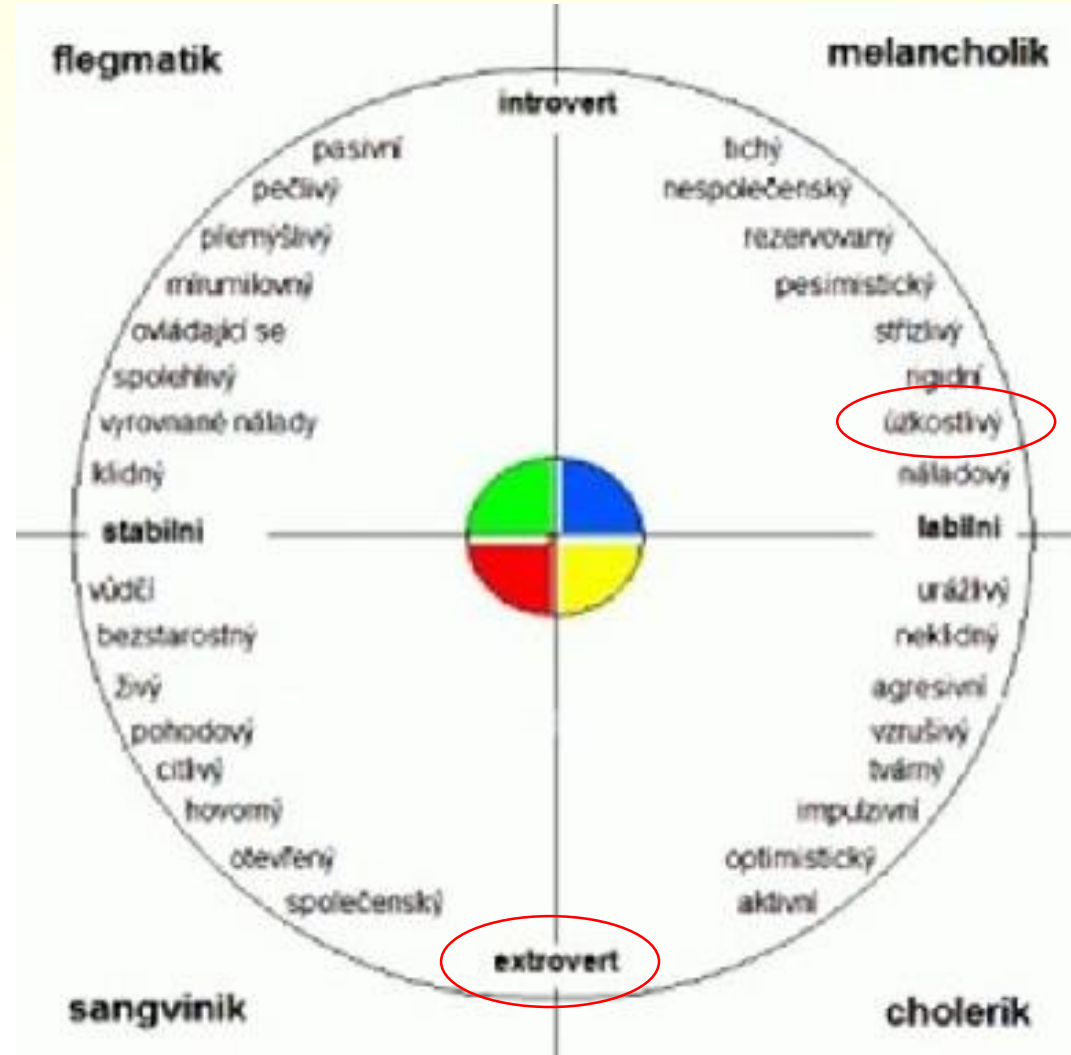 flegmatik
melancholik
introvert
pasivní
tichý
pečlivý
nespolečenský
přemýšlivý
rezervovaný
mírumilovný
pesimistický
ovládající se
střízlivý
spolehlivý
rigidní
vyrovnané nálady
úzkostlivý
klidný
náladový
stabilní
labilní
vůdčí
urážlivý
bezstarostný
neklidný
živý
agresivní
pohodový
vzrušivý
citlivý
tvárný
hovorný
impulzivní
otevřený
optimistický
společenský
aktivní
extrovert
sangvinik
cholerik